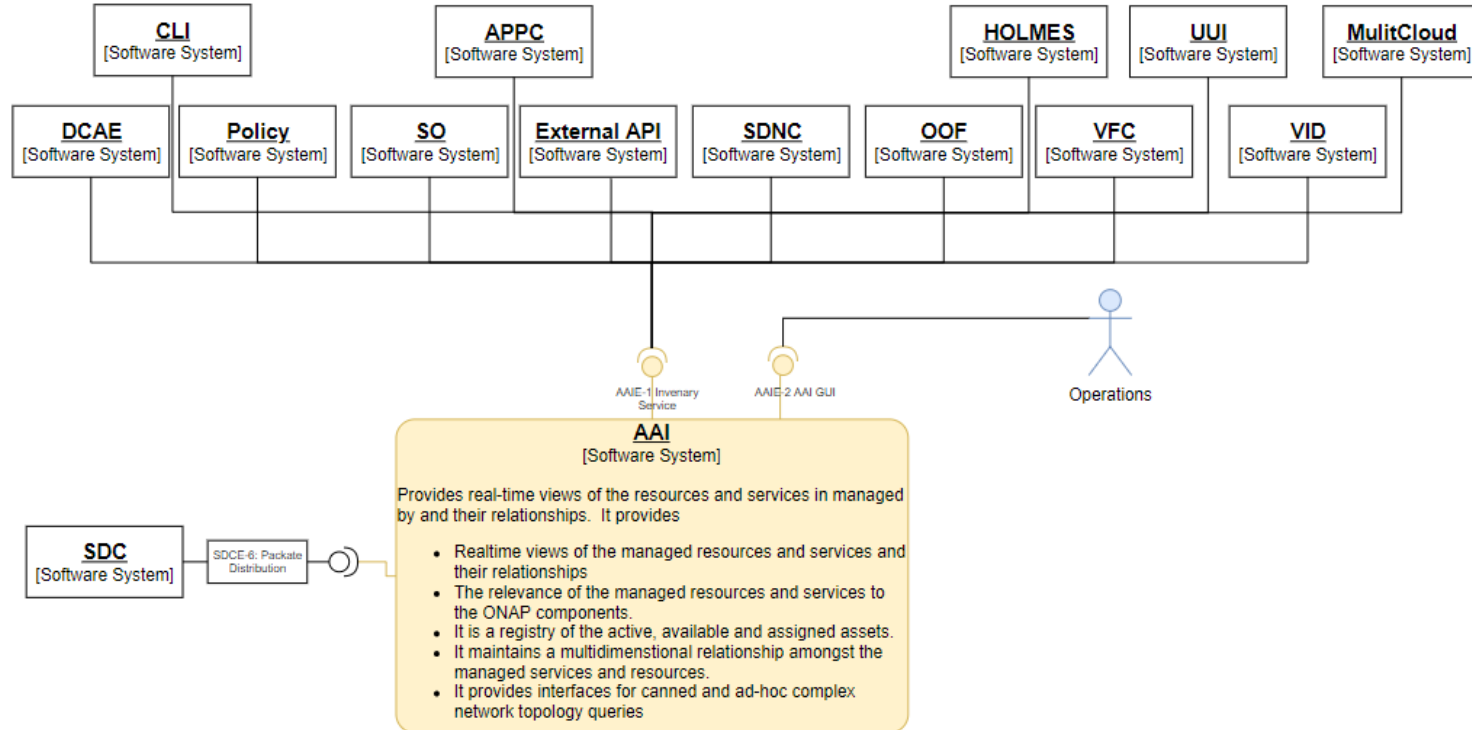 CLI
[Software System]
APPC
[Software System]
HOLMES
[Software System]
UUI
[Software System]
MulitCloud
[Software System]
DCAE
[Software System]
Policy
[Software System]
SO
[Software System]
External API
[Software System]
SDNC
[Software System]
OOF
[Software System]
VFC
[Software System]
VID
[Software System]
AAIE-1 Invenary
Service
AAIE-2 AAI GUI
Operations
AAI
[Software System]
Provides real-time views of the resources and services in managed
by and their relationships. It provides
• Realtime views of the managed resources and services and
their relationships
• The relevance of the managed resources and services to
the ONAP components.
• It is a registry of the active, available and assigned assets.
• It maintains a multidimenstional relationship amongst the
managed services and resources.
• It provides interfaces for canned and ad-hoc complex
network topology queries
SDC
[Software System]
SDCE-6: Packate
Distribution